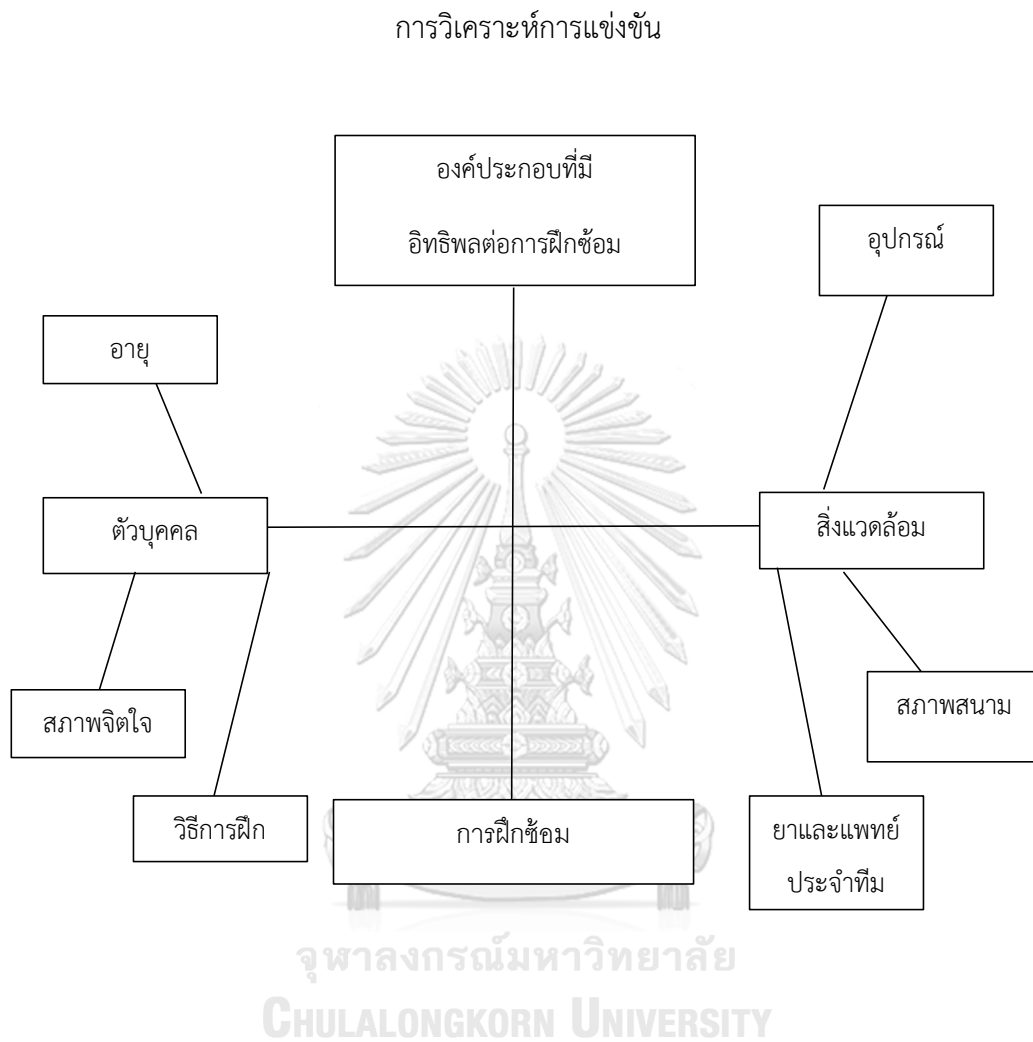 การวิเคราะห์การแข่งขัน
องค์ประกอบที่มี
อิทธิพลต่อการฝึกซ้อม
อุปกรณ์
อายุ
ตัวบุคคล
สิ่งแวดล้อม
สภาพจิตใจ
สภาพสนาม
วิธีการฝึก
การฝึกซ้อม
ยาและแพทย์
ประจำทีม
จุฬาลงกรณ์มหาวิทยาลัย
CHULALONGKORN UNIVERSITY